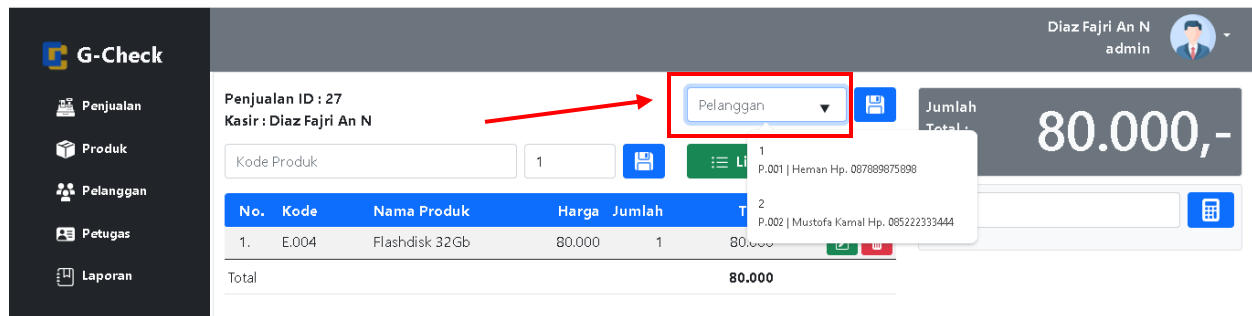 G-Check
Diaz Fajri An N
admin
Penjualan
Produk
Pelanggan
Petugas
Laporan
Penjualan ID : 27
Kasir : Diaz Fajri An N
Pelanggan
Kode Produk
1
1
P.001 | Heman Hp. 087889875898
2
P.002 | Mustofa Kamal Hp. 085222333444
Jumlah
Total :
80.000,-
No. Kode Nama Produk Harga Jumlah
1. E.004 Flashdisk 32Gb 80.000 1 80.000
Total 80.000